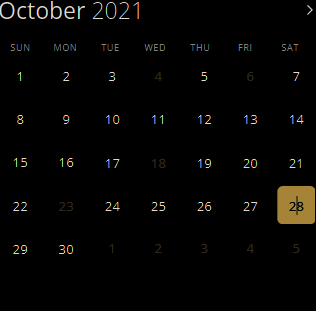 October 2021
SUN MON TUE WED THU FRI SAT
1 2 3 4 5 6 7
8 9 10 11 12 13 14
15 16 17 18 19 20 21
22 23 24 25 26 27 28
29 30 1 2 3 4 5